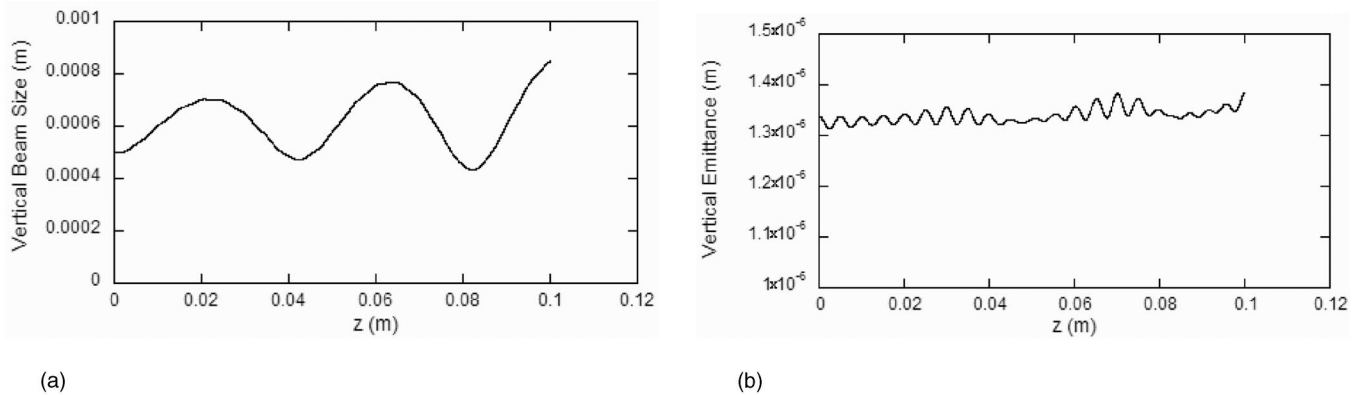 0.001
0.0008
0.0006
0.0004
0.0002
0
Vertical Beam Size (m)
0 0.02 0.04 0.06 0.08 0.1 0.12
z (m)
(a)
1.5x10-6
1.4x10-6
1.3x10-6
1.2x10-6
1.1x10-6
1x10-6
Vertical Emittance (m)
0 0.02 0.04 0.06 0.08 0.1 0.12
z (m)
(b)